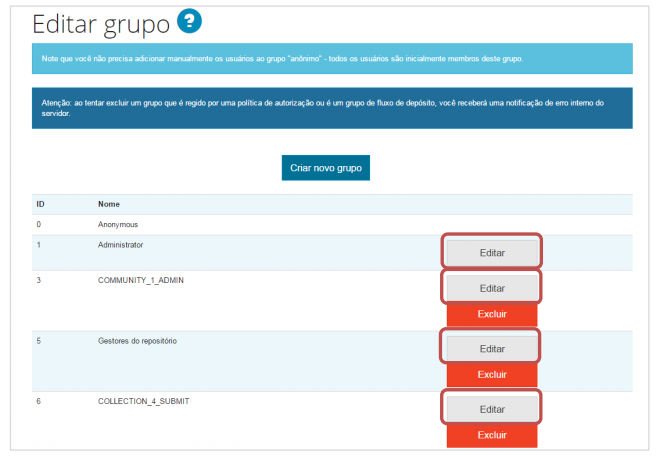 Editar grupo ?
Note que você não precisa adicionar manualmente os usuários ao grupo "anônimo" - todos os usuários são inicialmente membros deste grupo.
Atenção: ao tentar excluir um grupo que é regido por uma política de autorização ou é um grupo de fluxo de depósito, você receberá uma notificação de erro interno do
servidor.
Criar novo grupo
ID Nome
0 Anonymous
1 Administrator Editar
3 COMMUNITY_1_ADMIN Editar
Excluir
5 Gestores do repositório Editar
Excluir
6 COLLECTION_4_SUBMIT Editar
Excluir